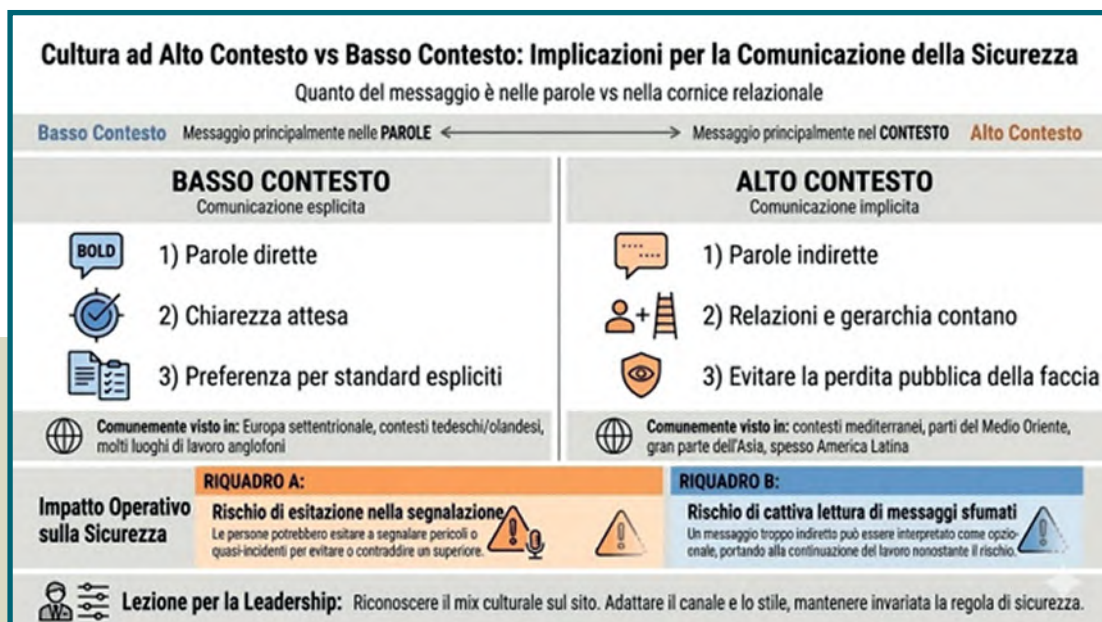 Cultura ad Alto Contesto vs Basso Contesto: Implicazioni per la Comunicazione della Sicurezza
Quanto del messaggio è nelle parole vs nella cornice relazionale
Basso Contesto Messaggio principalmente nelle PAROLE Messaggio principalmente nel CONTESTO Alto Contesto
BASSO CONTESTO
Comunicazione esplicita
BOLD
1) Parole dirette
2) Chiarezza attesa
3) Preferenza per standard espliciti
Comunemente visto in: Europa settentrionale, contesti tedeschi/olandesi,
molti luoghi di lavoro anglofoni
ALTO CONTESTO
Comunicazione implicita
1) Parole indirette
2) Relazioni e gerarchia contano
3) Evitare la perdita pubblica della faccia
Comunemente visto in: contesti mediterranei, parti del Medio Oriente,
gran parte dell'Asia, spesso America Latina
Impatto Operativo
sulla Sicurezza
RIQUADRO A:
Rischio di esitazione nella segnalazione
Le persone potrebbero esitare a segnalare pericoli o
quasi-incidenti per evitare o contraddire un superiore.
RIQUADRO B:
Rischio di cattiva lettura di messaggi sfumati
Un messaggio troppo indiretto può essere interpretato come opzio-
onale, portando alla continuazione del lavoro nonostante il rischio.
Lezione per la Leadership: Riconoscere il mix culturale sul sito. Adattare il canale e lo stile, mantenere invariata la regola di sicurezza.